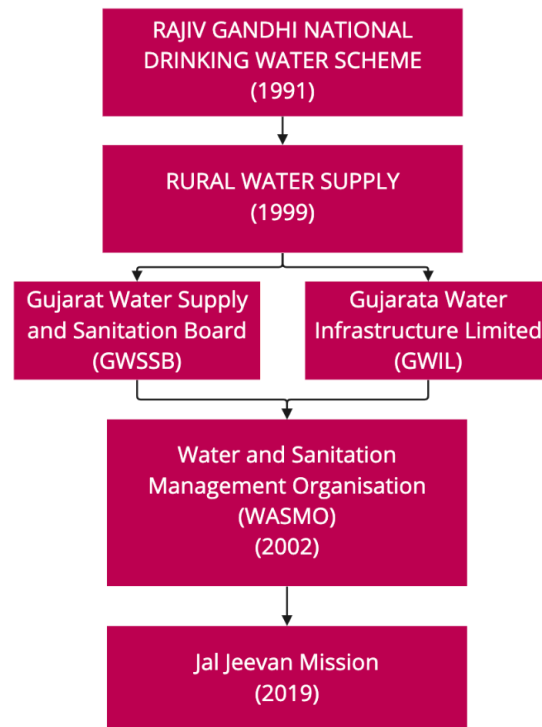 RAJIV GANDHI NATIONAL
DRINKING WATER SCHEME
(1991)
RURAL WATER SUPPLY
(1999)
Gujarat Water Supply
and Sanitation Board
(GWSSB)
Gujarata Water
Infrastructure Limited
(GWIL)
Water and Sanitation
Management Organisation
(WASMO)
(2002)
Jal Jeevan Mission
(2019)